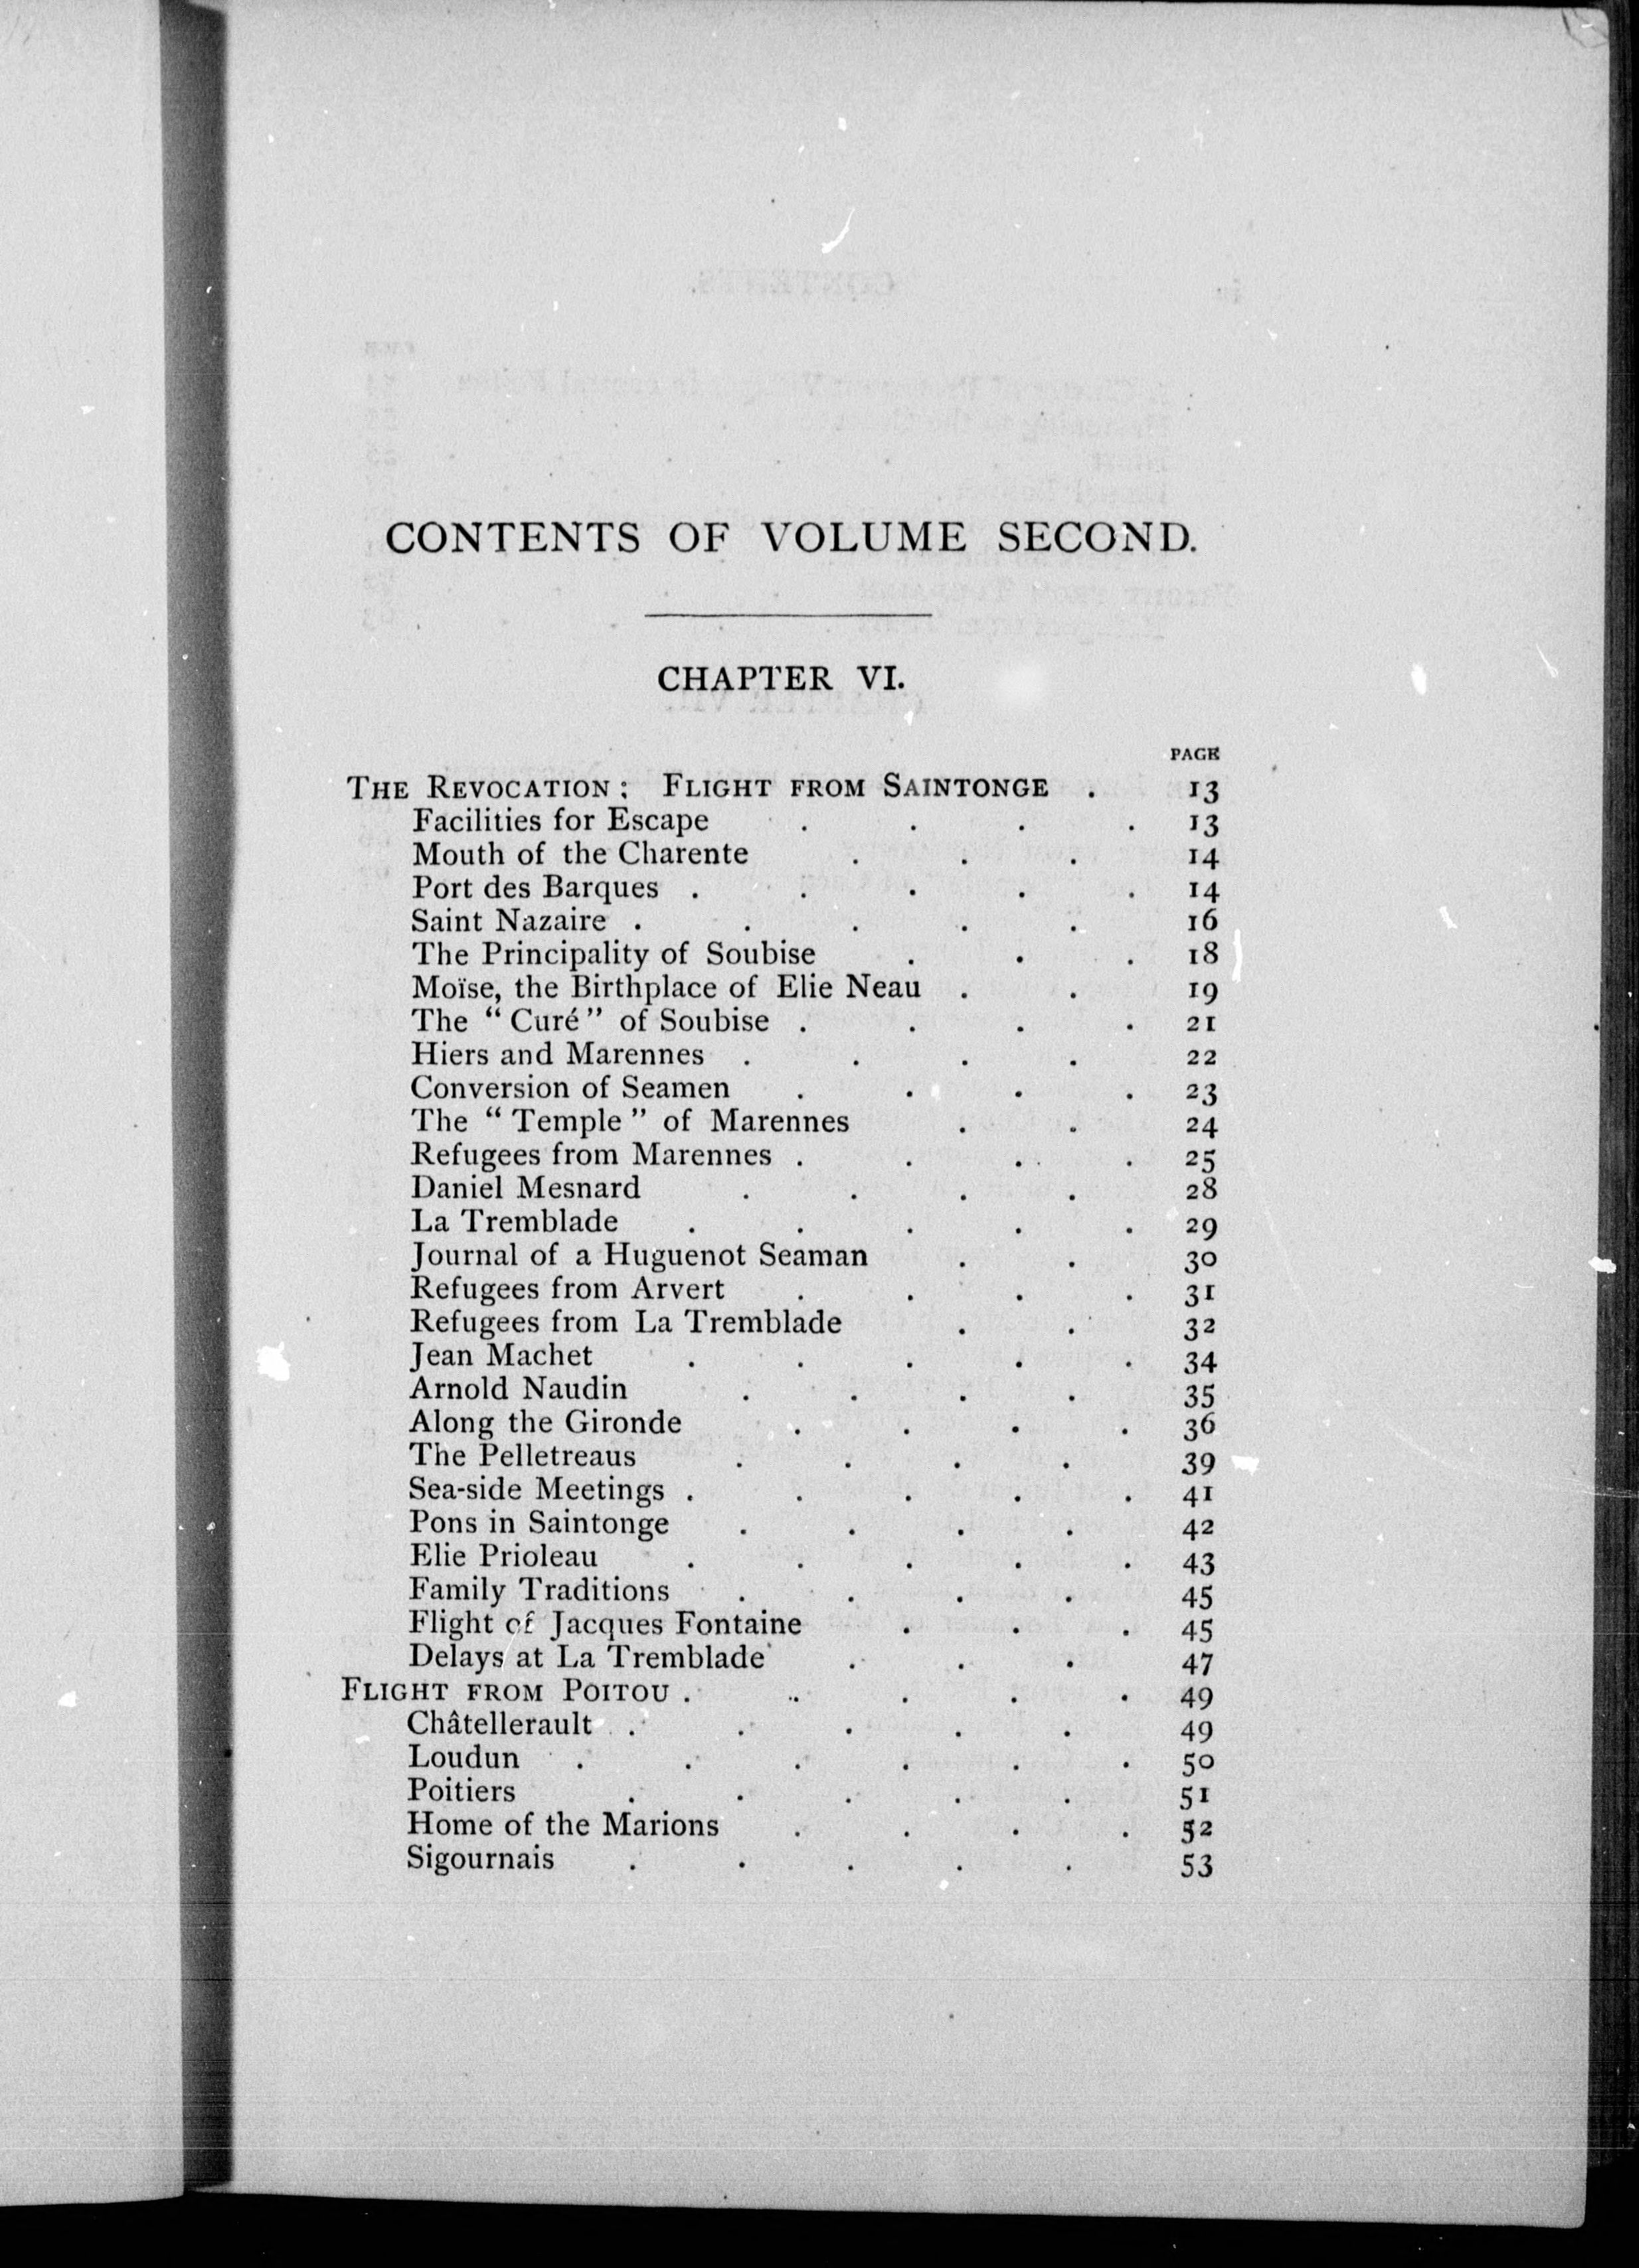 CONTENTS OF VOLUME SECOND.
CHAPTER VI.
PAGE
THE REVOCATION: FLIGHT FROM SAINTONGE . 13
Facilities for Escape . . . . 13
Mouth of the Charente . . . 14
Port des Barques . . . . . 14
Saint Nazaire . . . . . 16
The Principality of Soubise . . . 18
Moïse, the Birthplace of Elie Neau . . 19
The “Curé” of Soubise . . . . 21
Hiers and Marennes . . . . 22
Conversion of Seamen . . . . 23
The “Temple” of Marennes . . 24
Refugees from Marennes . . . . 25
Daniel Mesnard . . . . 28
La Tremblade . . . . . 29
Journal of a Huguenot Seaman . . 30
Refugees from Arvert . . . . 31
Refugees from La Tremblade . . 32
Jean Machet . . . . . 34
Arnold Naudin . . . . 35
Along the Gironde . . . . 36
The Pelletreaus . . . . 39
Sea-side Meetings . . . . . 41
Pons in Saintonge . . . . 42
Elie Prioleau . . . . . 43
Family Traditions . . . . 45
Flight of Jacques Fontaine . . . 45
Delays at La Tremblade . . . 47
FLIGHT FROM POITOU . . . . . 49
Châtellerault . . . . . 49
Loudun . . . . . . 50
Poitiers . . . . . 51
Home of the Marions . . . . 52
Sigournais . . . . . 53